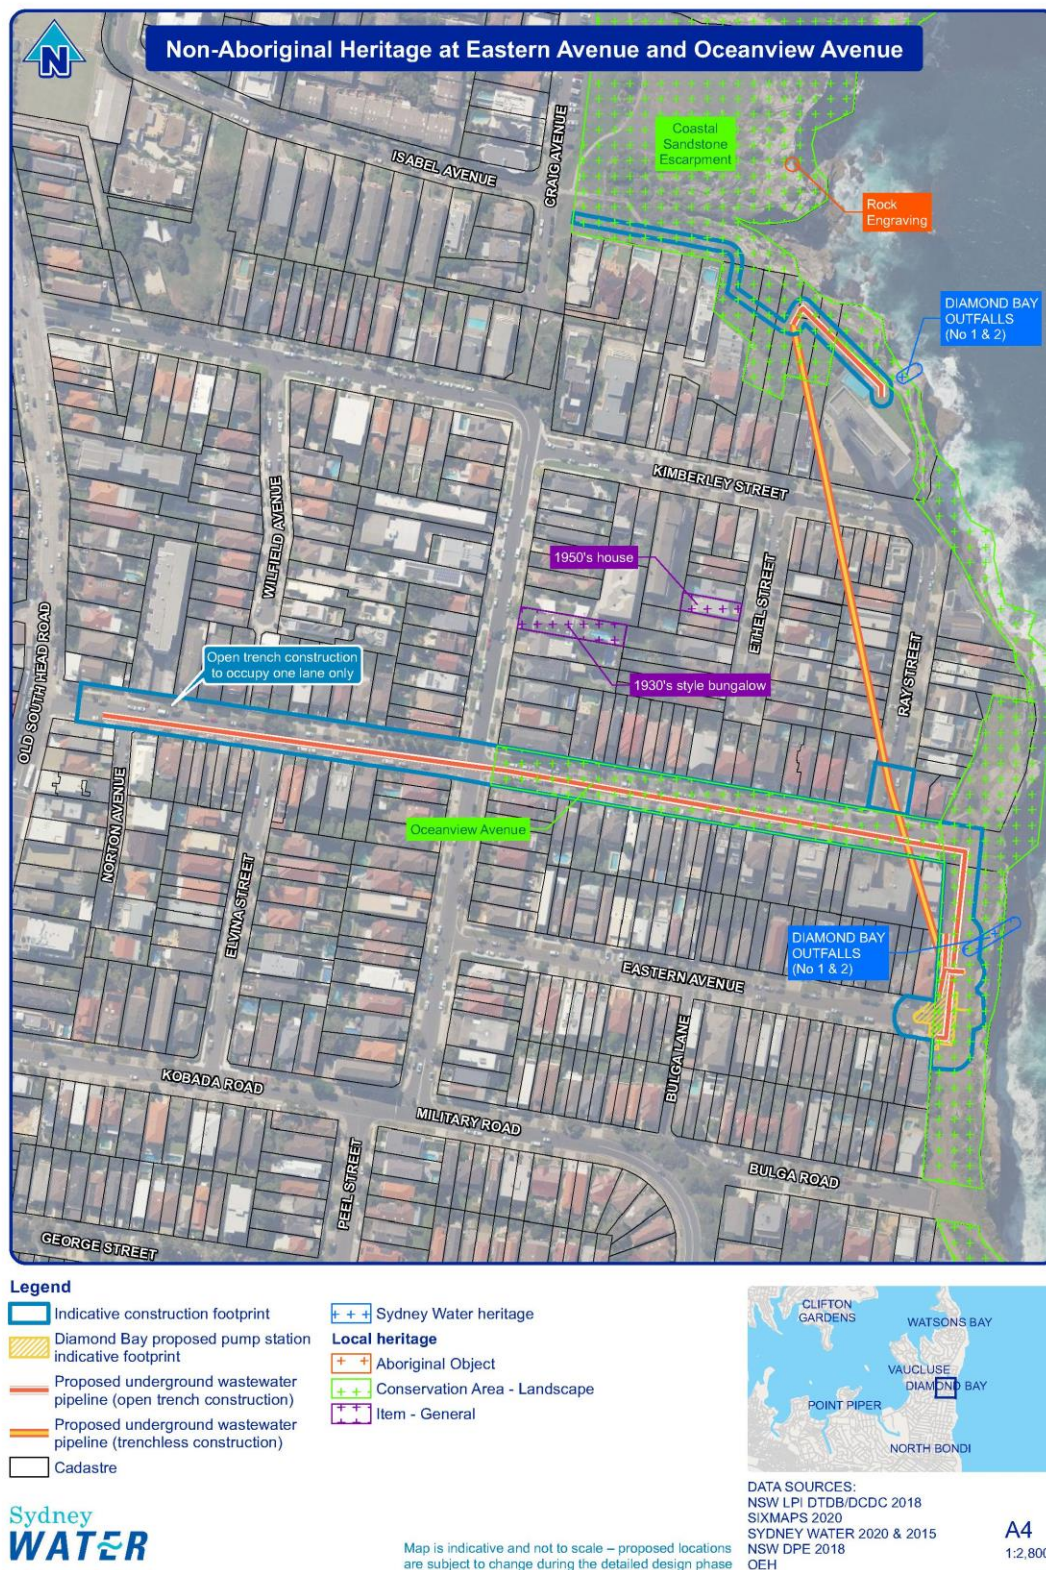 N
Non-Aboriginal Heritage at Eastern Avenue and Oceanview Avenue
ISABEL AVENUE
CRAIG AVENUE
Coastal
Sandstone
Escarpment
Rock
Engraving
DIAMOND BAY
OUTFALLS
(No 1 & 2)
KIMBERLEY STREET
WILFIELD AVENUE
1950's house
ETHEL STREET
OLD SOUTH HEAD ROAD
Open trench construction
to occupy one lane only
1930's style bungalow
RAY STREET
NORTON AVENUE
Oceanview Avenue
ELVINA STREET
DIAMOND BAY
OUTFALLS
(No 1 & 2)
EASTERN AVENUE
BULGA LANE
KOBADA ROAD
MILITARY ROAD
PEEL STREET
BULGA ROAD
GEORGE STREET
Legend
Indicative construction footprint
Diamond Bay proposed pump station
indicative footprint
Proposed underground wastewater
pipeline (open trench construction)
Proposed underground wastewater
pipeline (trenchless construction)
Cadastre
Sydney Water heritage
Local heritage
Aboriginal Object
Conservation Area - Landscape
Item - General
CLIFTON
GARDENS
WATSONS BAY
VAUCLUSE
DIAMOND BAY
POINT PIPER
NORTH BONDI
DATA SOURCES:
NSW LPI DTDB/DCDC 2018
SIXMAPS 2020
SYDNEY WATER 2020 & 2015
NSW DPE 2018
OEH
A4
1:2,800
Sydney
WATER
Map is indicative and not to scale – proposed locations
are subject to change during the detailed design phase